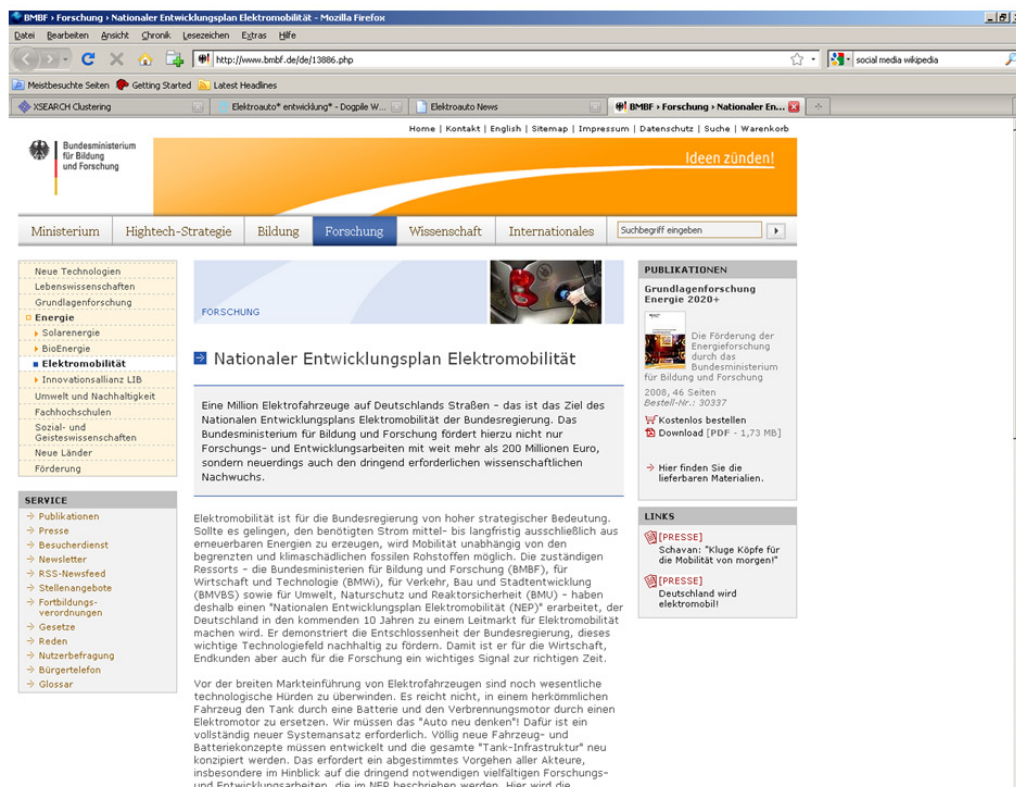 BMBF › Forschung › Nationaler Entwicklungsplan Elektromobilität - Mozilla Firefox
Datei Bearbeiten Ansicht Chronik Lesezeichen Extras Hilfe
http://www.bmbf.de/de/13886.php
social media wikipedia
Meistbesuchte Seiten Getting Started Latest Headlines
XSEARCH Clustering
Elektroauto* entwicklung* - Dogpile W...
Elektroauto News
BMBF › Forschung › Nationaler En...
Home | Kontakt | English | Sitemap | Impressum | Datenschutz | Suche | Warenkorb
Bundesministerium
für Bildung
und Forschung
Ideen zünden!
Ministerium
Hightech-Strategie
Bildung
Forschung
Wissenschaft
Internationales
Suchbegriff eingeben
Neue Technologien
Lebenswissenschaften
Grundlagenforschung
Energie
Solarenergie
BioEnergie
Elektromobilität
Innovationsallianz LIB
Umwelt und Nachhaltigkeit
Fachhochschulen
Sozial- und
Geisteswissenschaften
Neue Länder
Förderung
SERVICE
Publikationen
Presse
Besucherdienst
Newsletter
RSS-Newsfeed
Stellenangebote
Fortbildungs-
verordnungen
Gesetze
Reden
Nutzerbefragung
Bürgertelefon
Glossar
FORSCHUNG
Nationaler Entwicklungsplan Elektromobilität
Eine Million Elektrofahrzeuge auf Deutschlands Straßen – das ist das Ziel des
Nationalen Entwicklungsplans Elektromobilität der Bundesregierung. Das
Bundesministerium für Bildung und Forschung fördert hierzu nicht nur
Forschungs- und Entwicklungsarbeiten mit weit mehr als 200 Millionen Euro,
sondern neuerdings auch den dringend erforderlichen wissenschaftlichen
Nachwuchs.
Elektromobilität ist für die Bundesregierung von hoher strategischer Bedeutung.
Sollte es gelingen, den benötigten Strom mittel- bis langfristig ausschließlich aus
erneuerbaren Energien zu erzeugen, wird Mobilität unabhängig von den
begrenzten und klimaschädlichen fossilen Rohstoffen möglich. Die zuständigen
Ressorts – die Bundesministerien für Bildung und Forschung (BMBF), für
Wirtschaft und Technologie (BMWi), für Verkehr, Bau und Stadtentwicklung
(BMVBS) sowie für Umwelt, Naturschutz und Reaktorsicherheit (BMU) – haben
deshalb einen "Nationalen Entwicklungsplan Elektromobilität (NEP)" erarbeitet, der
Deutschland in den kommenden 10 Jahren zu einem Leitmarkt für Elektromobilität
machen wird. Er demonstriert die Entschlossenheit der Bundesregierung, dieses
wichtige Technologiefeld nachhaltig zu fördern. Damit ist er für die Wirtschaft,
Endkunden aber auch für die Forschung ein wichtiges Signal zur richtigen Zeit.
Vor der breiten Markteinführung von Elektrofahrzeugen sind noch wesentliche
technologische Hürden zu überwinden. Es reicht nicht, in einem herkömmlichen
Fahrzeug den Tank durch eine Batterie und den Verbrennungsmotor durch einen
Elektromotor zu ersetzen. Wir müssen das "Auto neu denken"! Dafür ist ein
vollständig neuer Systemansatz erforderlich. Völlig neue Fahrzeug- und
Batteriekonzepte müssen entwickelt und die gesamte "Tank-Infrastruktur" neu
konzipiert werden. Das erfordert ein abgestimmtes Vorgehen aller Akteure,
insbesondere im Hinblick auf die dringend notwendigen vielfältigen Forschungs-
und Entwicklungsarbeiten, die im NEP beschrieben werden. Hier wird die
PUBLIKATIONEN
Grundlagenforschung
Energie 2020+
Die Förderung der
Energieforschung
durch das
Bundesministerium
für Bildung und Forschung
2008, 46 Seiten
Bestell-Nr.: 30337
Kostenlos bestellen
Download [PDF - 1,73 MB]
Hier finden Sie die
lieferbaren Materialien.
LINKS
[PRESSE]
Schavan: "Kluge Köpfe für
die Mobilität von morgen!"
[PRESSE]
Deutschland wird
elektromobil!